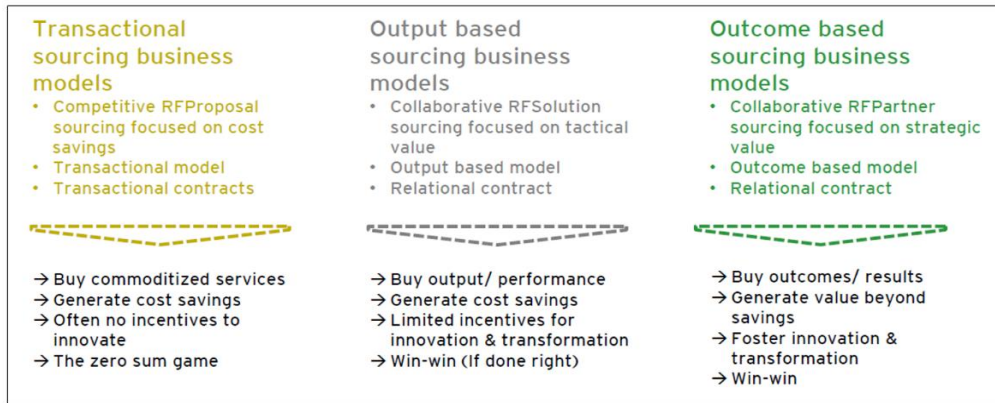 Transactional
sourcing business
models
• Competitive RFProposal
sourcing focused on cost
savings
• Transactional model
• Transactional contracts
→ Buy commoditized services
→ Generate cost savings
→ Often no incentives to
innovate
→ The zero sum game
Output based
sourcing business
models
• Collaborative RFSolution
sourcing focused on tactical
value
• Output based model
• Relational contract
→ Buy output/ performance
→ Generate cost savings
→ Limited incentives for
innovation & transformation
→ Win-win (If done right)
Outcome based
sourcing business
models
• Collaborative RFPartner
sourcing focused on strategic
value
• Outcome based model
• Relational contract
→ Buy outcomes/ results
→ Generate value beyond
savings
→ Foster innovation &
transformation
→ Win-win